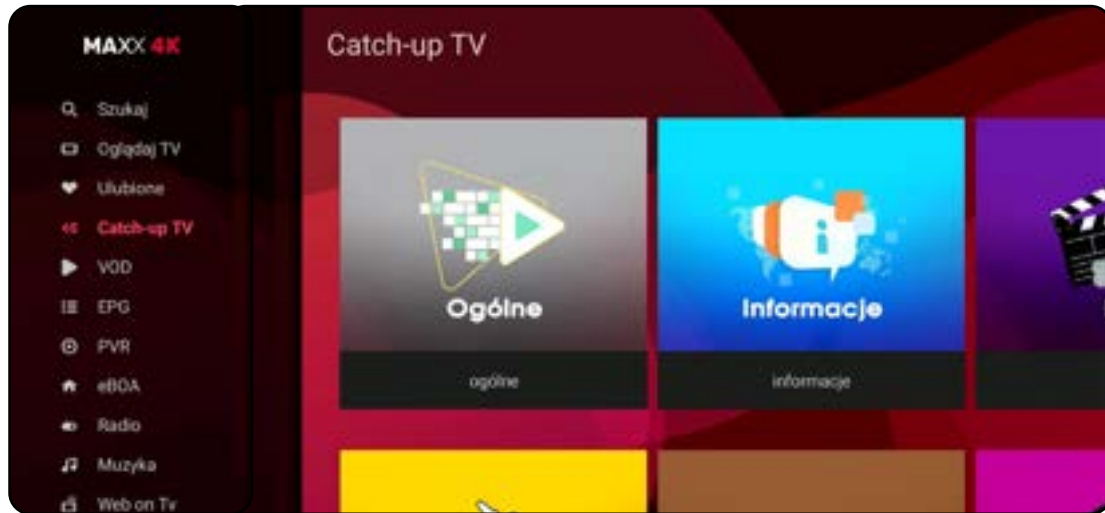 MAXX 4K
Szukaj
Oglądaj TV
Ulubione
Catch-up TV
VOD
EPG
PVR
eBOA
Radio
Muzyka
Web on Tv
Catch-up TV
Ogólne
ogólne
Informacje
informacje